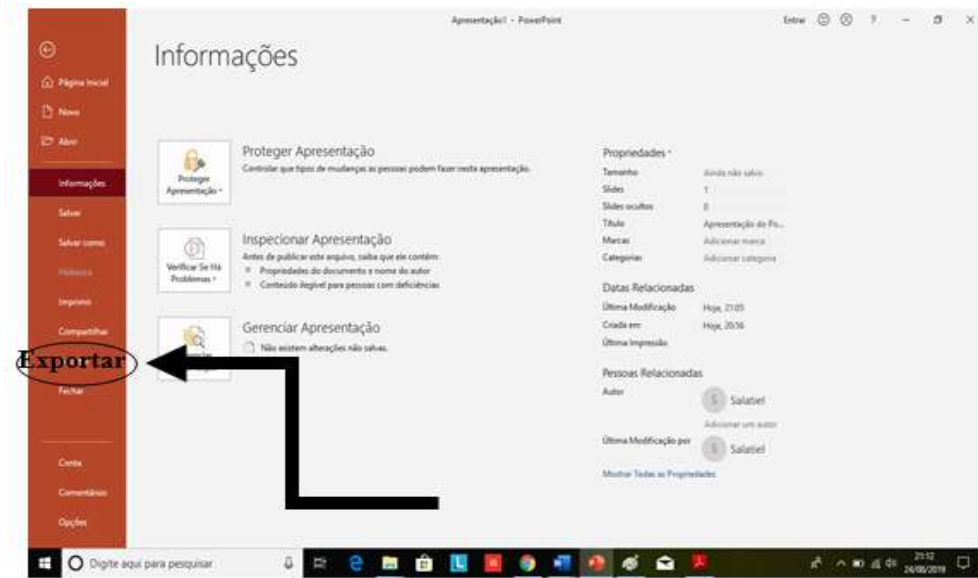 Apresentação1 - PowerPoint
Entrar
?
Informações
Página Inicial
Novo
Abrir
Informações
Salvar
Salvar como
Histórico
Imprimir
Compartilhar
Exportar
Fechar
Conta
Comentários
Opções
Proteger Apresentação
Proteger Apresentação
Controlar que tipos de mudanças as pessoas podem fazer nesta apresentação.
Verificar Se Há
Problemas
Inspecionar Apresentação
Antes de publicar este arquivo, saiba que ele contém:
Propriedades do documento e nome do autor
Conteúdo ilegível para pessoas com deficiências
Gerenciar Apresentação
Não existem alterações não salvas.
Propriedades
Tamanho Ainda não salvo
Slides 1
Slides ocultos 0
Título Apresentação do Po...
Marcas Adicionar marca
Categorias Adicionar categoria
Datas Relacionadas
Última Modificação Hoje, 21:05
Criada em Hoje, 20:56
Última Impressão
Pessoas Relacionadas
Autor
S Salatiel
Adicionar um autor
Última Modificação por
S Salatiel
Mostrar Todas as Propriedades
Digite aqui para pesquisar
21:12
24/08/2019